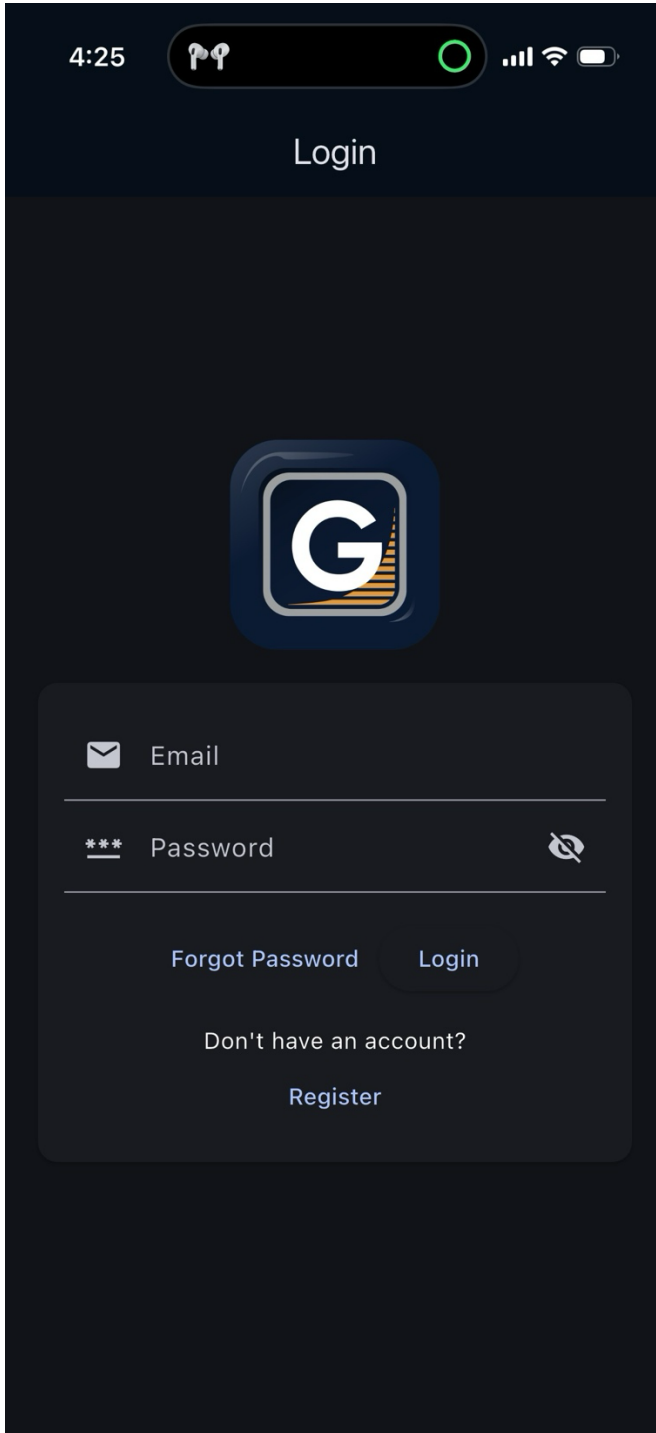 4:25
Login
G
Email
*** Password
Forgot Password Login
Don't have an account?
Register